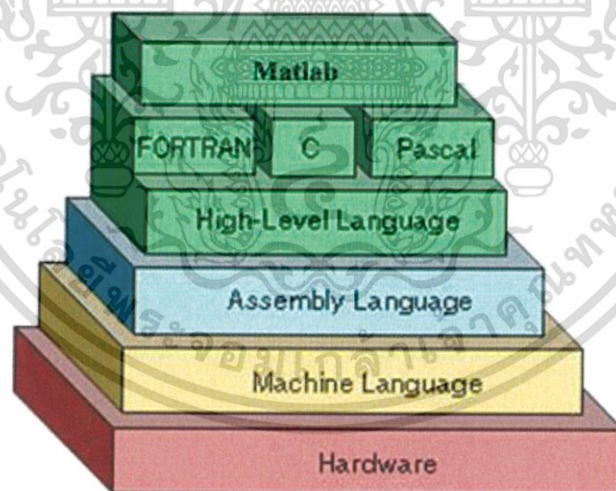 Matlab
FORTRAN C Pascal
High-Level Language
Assembly Language
Machine Language
Hardware